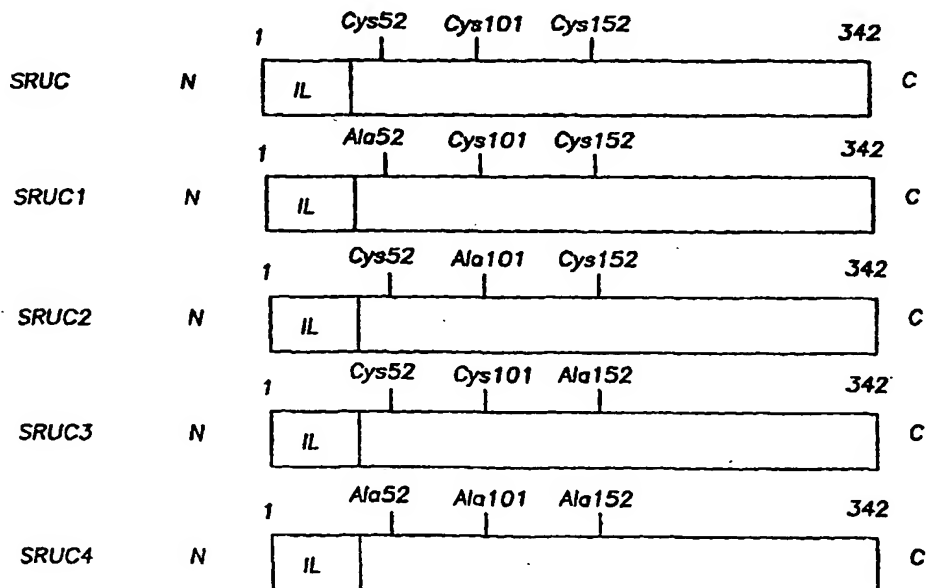 1 Cys52 Cys101 Cys152 342
SRUC N IL C
1 Ala52 Cys101 Cys152 342
SRUC1 N IL C
1 Cys52 Ala101 Cys152 342
SRUC2 N IL C
1 Cys52 Cys101 Ala152 342
SRUC3 N IL C
1 Ala52 Ala101 Ala152 342
SRUC4 N IL C